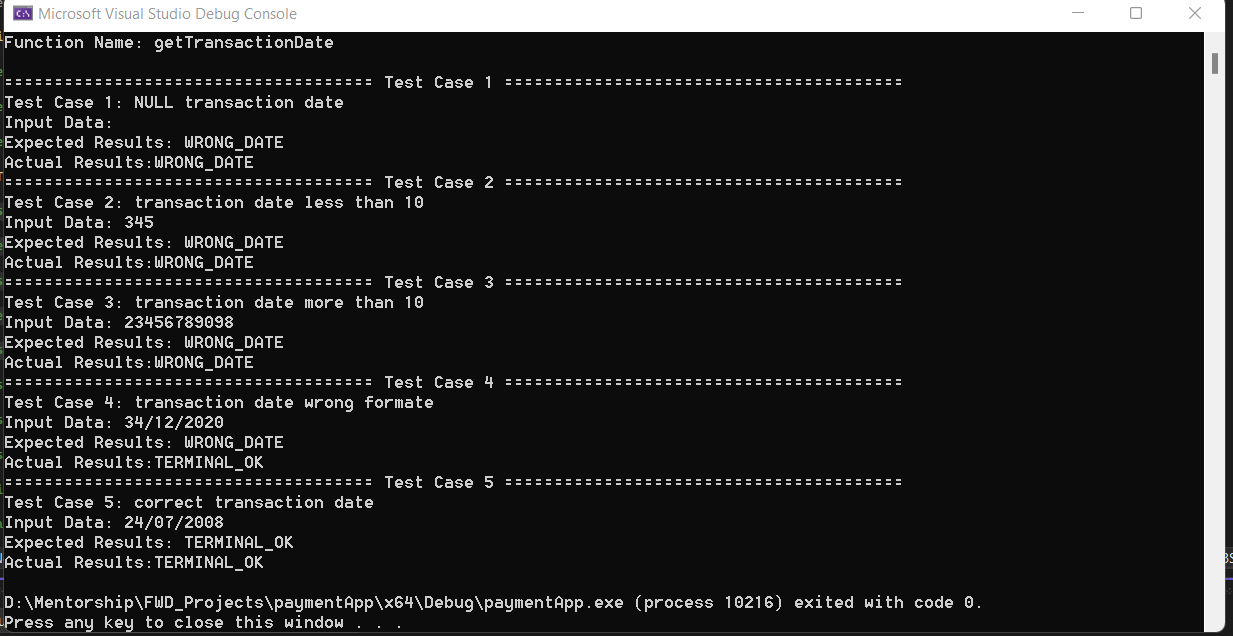 Microsoft Visual Studio Debug Console
Function Name: getTransactionDate
===================================== Test Case 1 ========================================
Test Case 1: NULL transaction date
Input Data:
Expected Results: WRONG_DATE
Actual Results:WRONG_DATE
===================================== Test Case 2 ========================================
Test Case 2: transaction date less than 10
Input Data: 345
Expected Results: WRONG_DATE
Actual Results:WRONG_DATE
===================================== Test Case 3 ========================================
Test Case 3: transaction date more than 10
Input Data: 23456789098
Expected Results: WRONG_DATE
Actual Results:WRONG_DATE
===================================== Test Case 4 ========================================
Test Case 4: transaction date wrong formate
Input Data: 34/12/2020
Expected Results: WRONG_DATE
Actual Results:TERMINAL_OK
===================================== Test Case 5 ========================================
Test Case 5: correct transaction date
Input Data: 24/07/2008
Expected Results: TERMINAL_OK
Actual Results:TERMINAL_OK
D:\Mentorship\FWD_Projects\paymentApp\x64\Debug\paymentApp.exe (process 10216) exited with code 0.
Press any key to close this window . . .